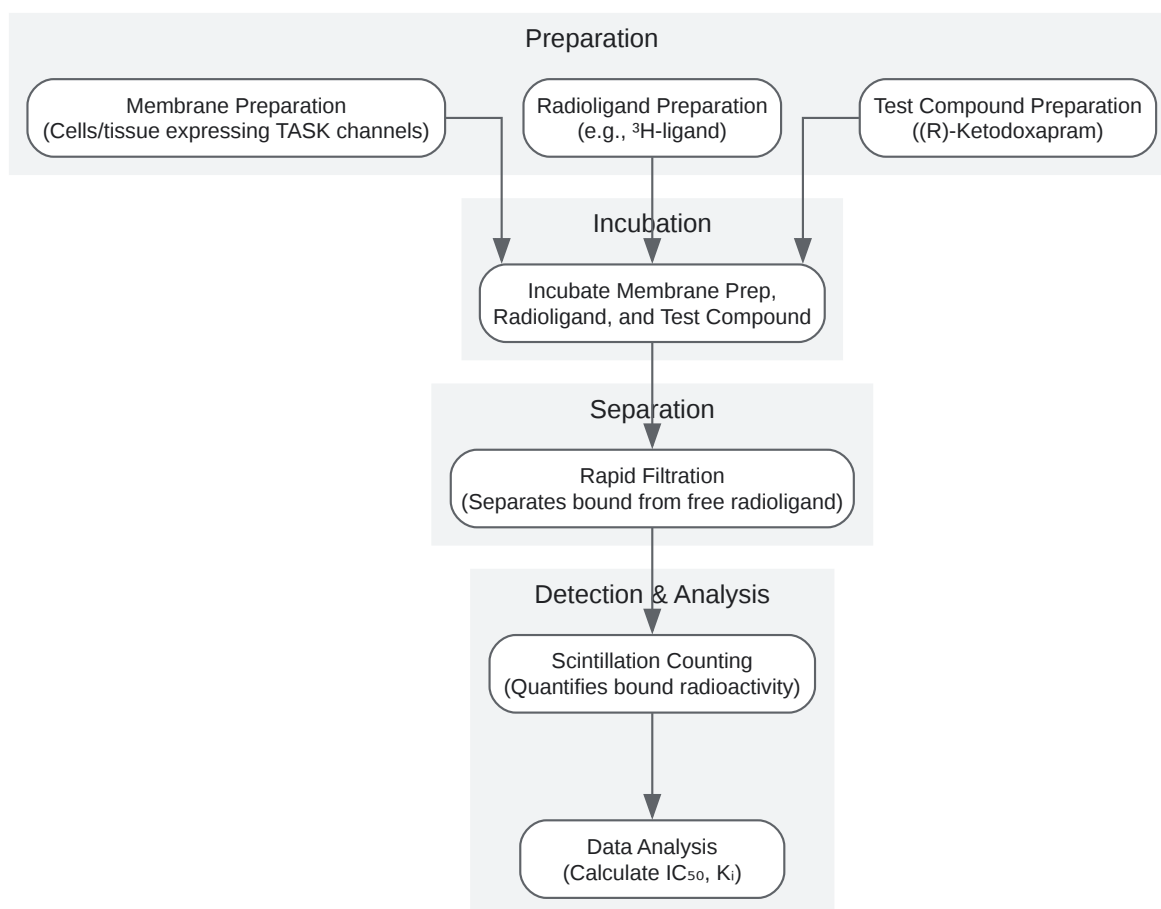 Preparation
Membrane Preparation
(Cells/tissue expressing TASK channels)
Radioligand Preparation
(e.g., ³H-ligand)
Test Compound Preparation
((R)-Ketodoxapram)
Incubation
Incubate Membrane Prep,
Radioligand, and Test Compound
Separation
Rapid Filtration
(Separates bound from free radioligand)
Detection & Analysis
Scintillation Counting
(Quantifies bound radioactivity)
Data Analysis
(Calculate IC₅₀, Kᵢ)